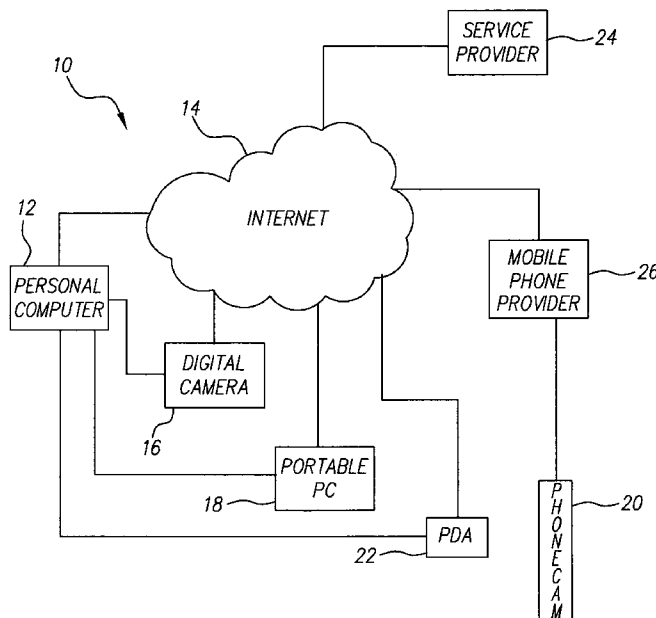 SERVICE
PROVIDER
24
10
14
INTERNET
12
PERSONAL
COMPUTER
MOBILE
PHONE
PROVIDER
26
DIGITAL
CAMERA
16
PORTABLE
PC
18
PDA
22
PHONECAM
20